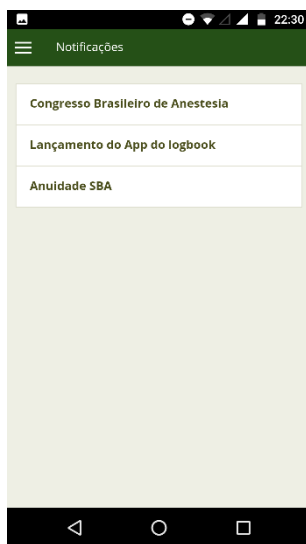 22:30
Notificações
Congresso Brasileiro de Anestesia
Lançamento do App do logbook
Anuidade SBA